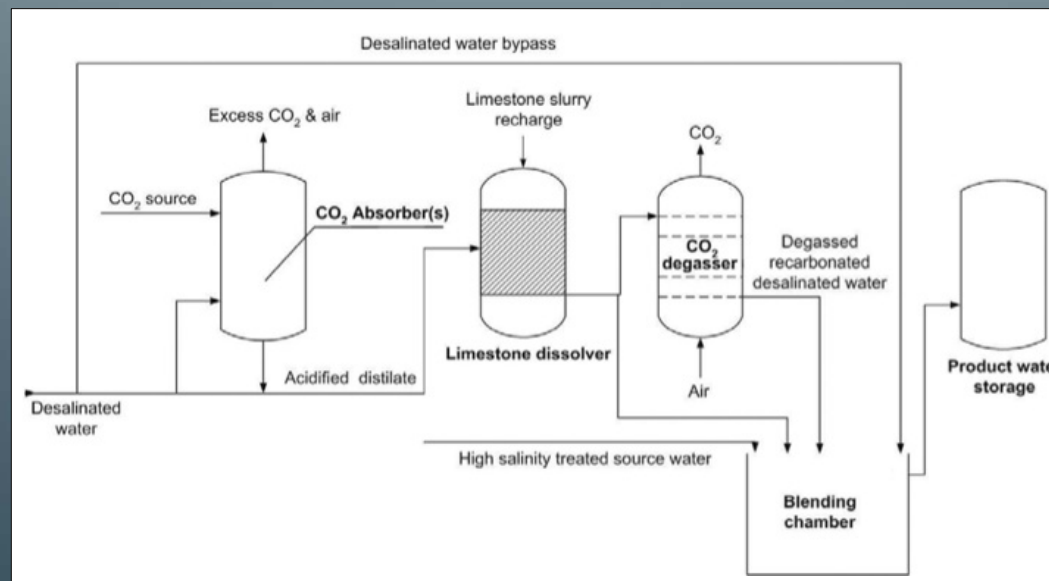 Desalinated water bypass
Excess CO₂ & air
Limestone slurry
recharge
CO₂
CO₂ source
CO₂ Absorber(s)
CO₂
degasser
Degassed
recarbonated
desalinated water
Limestone dissolver
Product wate
storage
Acidified distilate
Air
Desalinated
water
High salinity treated source water
Blending
chamber